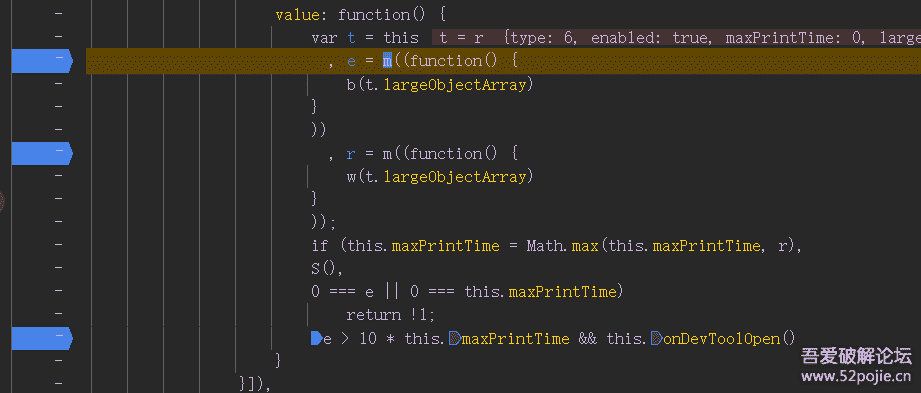 value: function() {
var t = this t = r {type: 6, enabled: true, maxPrintTime: 0, large
, e = m((function() {
b(t.largeObjectArray)
}
))
, r = m((function() {
w(t.largeObjectArray)
}
));
if (this.maxPrintTime = Math.max(this.maxPrintTime, r),
S(),
0 === e || 0 === this.maxPrintTime)
return !1;
e > 10 * this.maxPrintTime && this.onDevToolOpen()
}
}]),
吾爱破解论坛
www.52pojie.cn